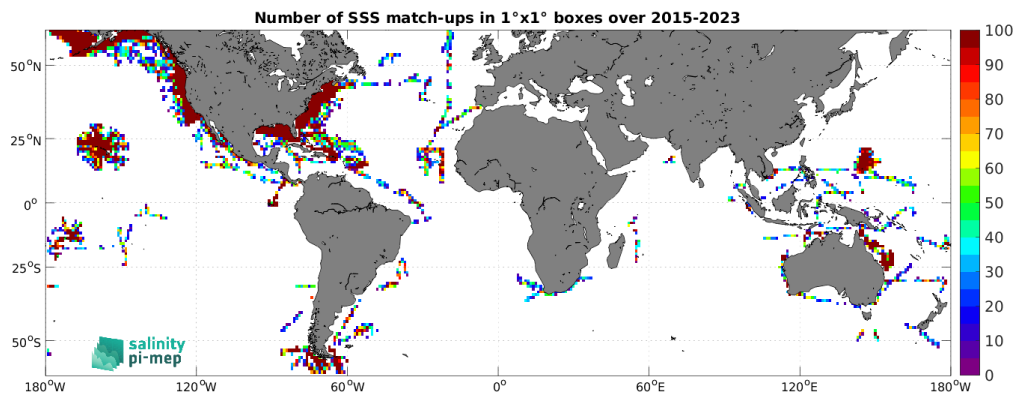 Number of SSS match-ups in 1°x1° boxes over 2015-2023
50°N
25°N
0°
25°S
50°S
180°W
120°W
60°W
0°
60°E
120°E
180°W
100
90
80
70
60
50
40
30
20
10
0
salinity
pi-mep